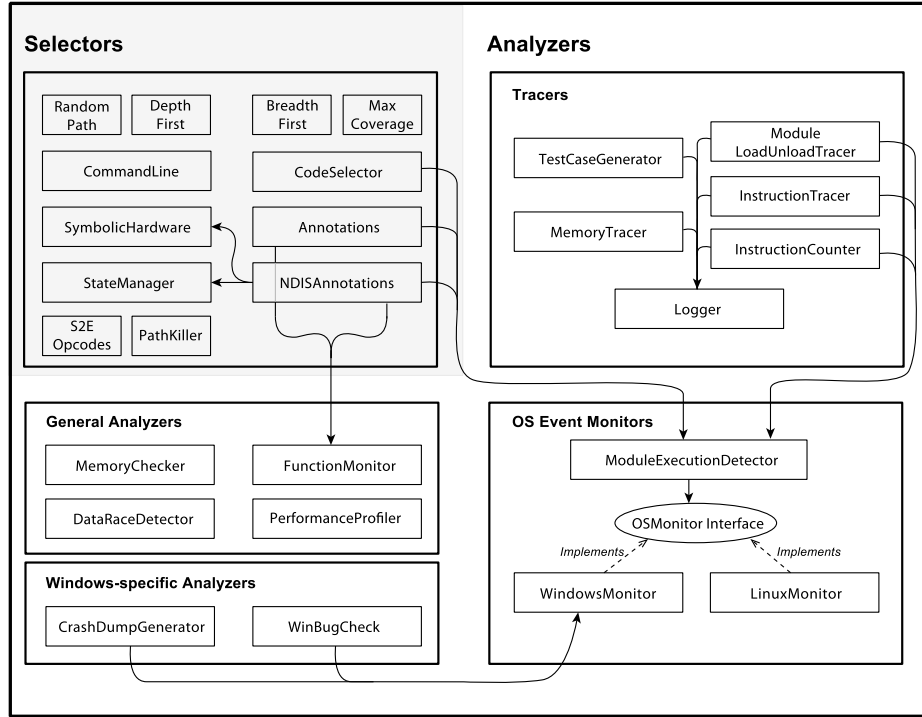 Selectors
Random
Path
Depth
First
Breadth
First
Max
Coverage
CommandLine
CodeSelector
SymbolicHardware
Annotations
StateManager
NDISAnnotations
S2E
Opcodes
PathKiller
Analyzers
Tracers
TestCaseGenerator
Module
LoadUnloadTracer
InstructionTracer
MemoryTracer
InstructionCounter
Logger
General Analyzers
MemoryChecker
FunctionMonitor
DataRaceDetector
PerformanceProfiler
Windows-specific Analyzers
CrashDumpGenerator
WinBugCheck
OS Event Monitors
ModuleExecutionDetector
OSMonitor Interface
Implements
Implements
WindowsMonitor
LinuxMonitor